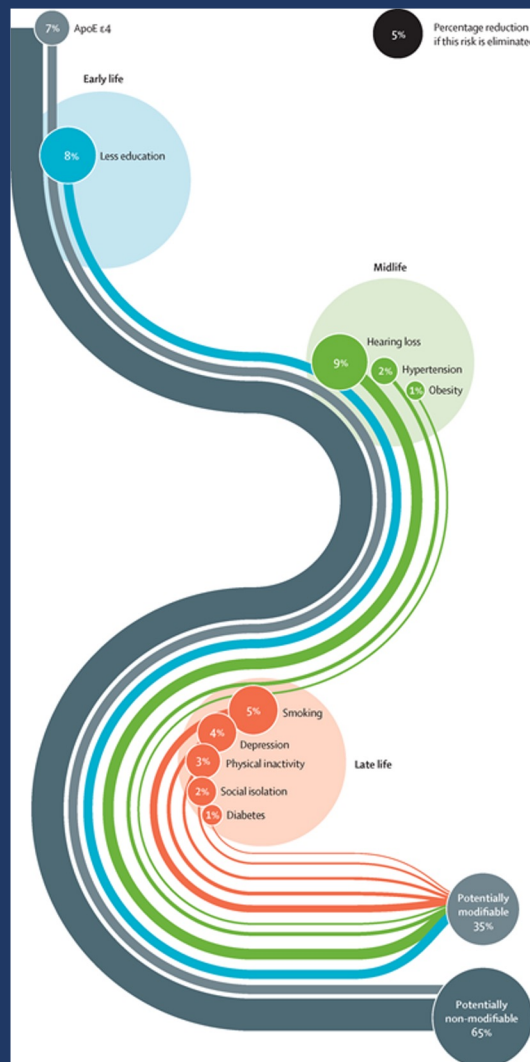 7%
ApoE ε4
5%
Percentage reduction
if this risk is eliminated
Early life
8%
Less education
Midlife
Hearing loss
9%
2%
Hypertension
1%
Obesity
5%
Smoking
4%
Depression
3%
Physical inactivity
Late life
2%
Social isolation
1%
Diabetes
Potentially
modifiable
35%
Potentially
non-modifiable
65%